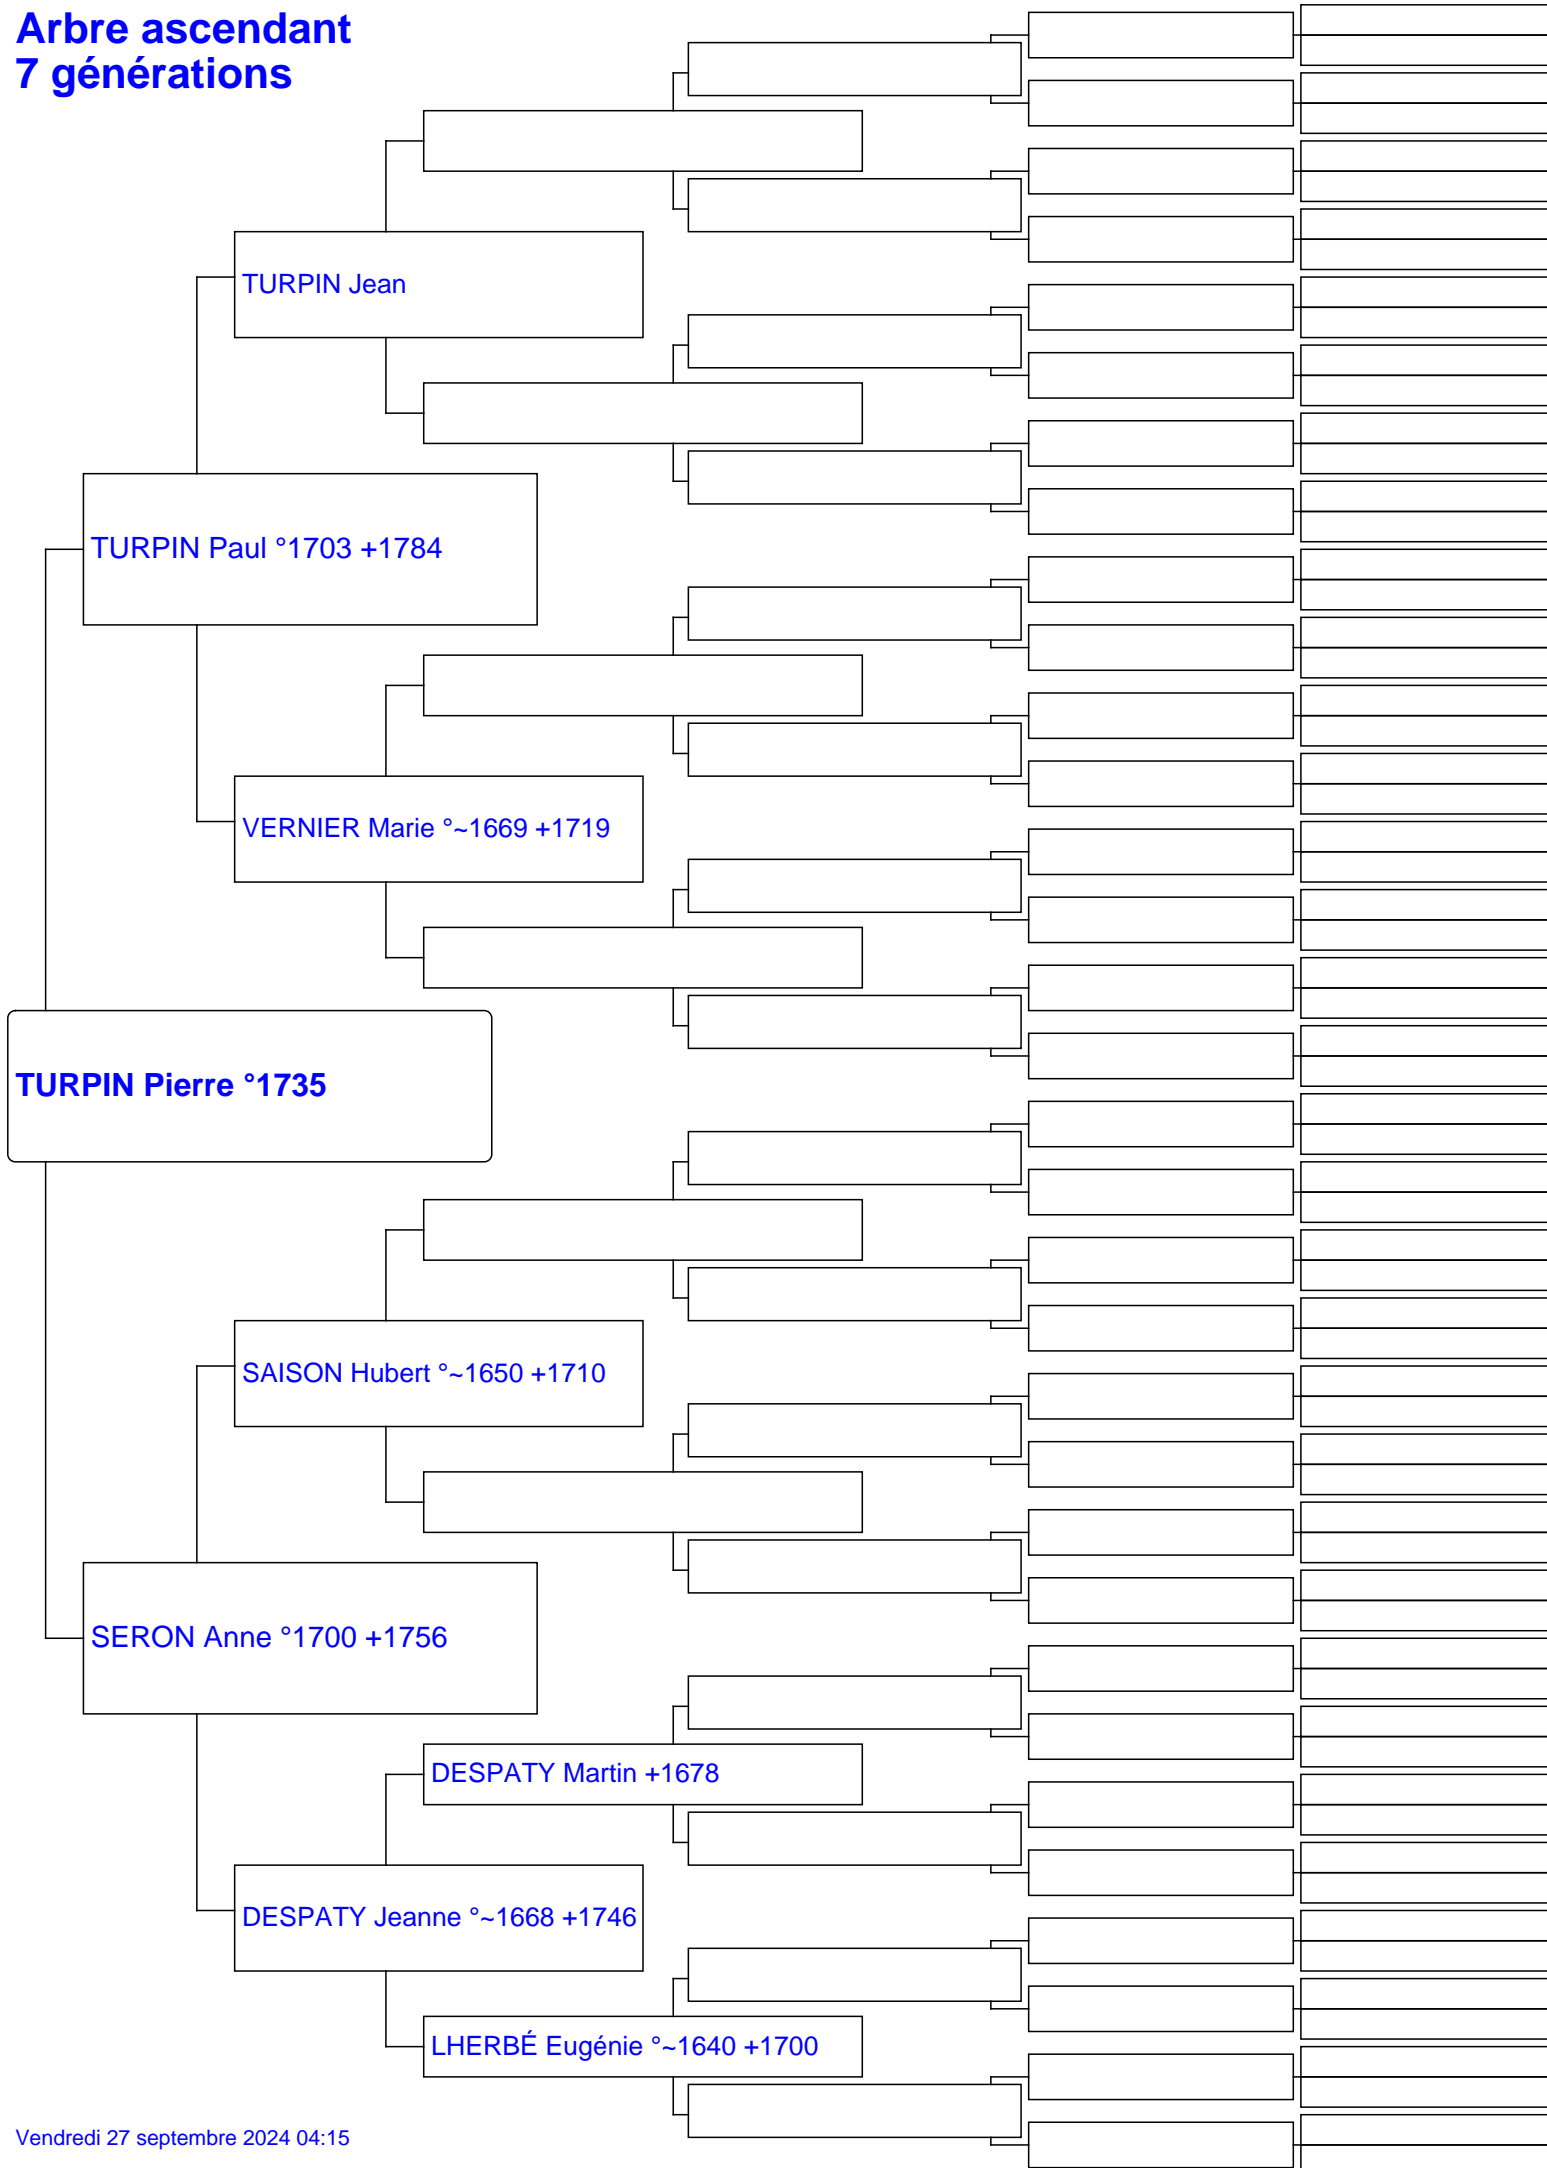 Arbre ascendant
7 générations
TURPIN Jean
TURPIN Paul °1703 +1784
VERNIER Marie °~1669 +1719
TURPIN Pierre °1735
SAISON Hubert °~1650 +1710
SERON Anne °1700 +1756
DESPATY Martin +1678
DESPATY Jeanne °~1668 +1746
LHERBÉ Eugénie °~1640 +1700
Vendredi 27 septembre 2024 04:15